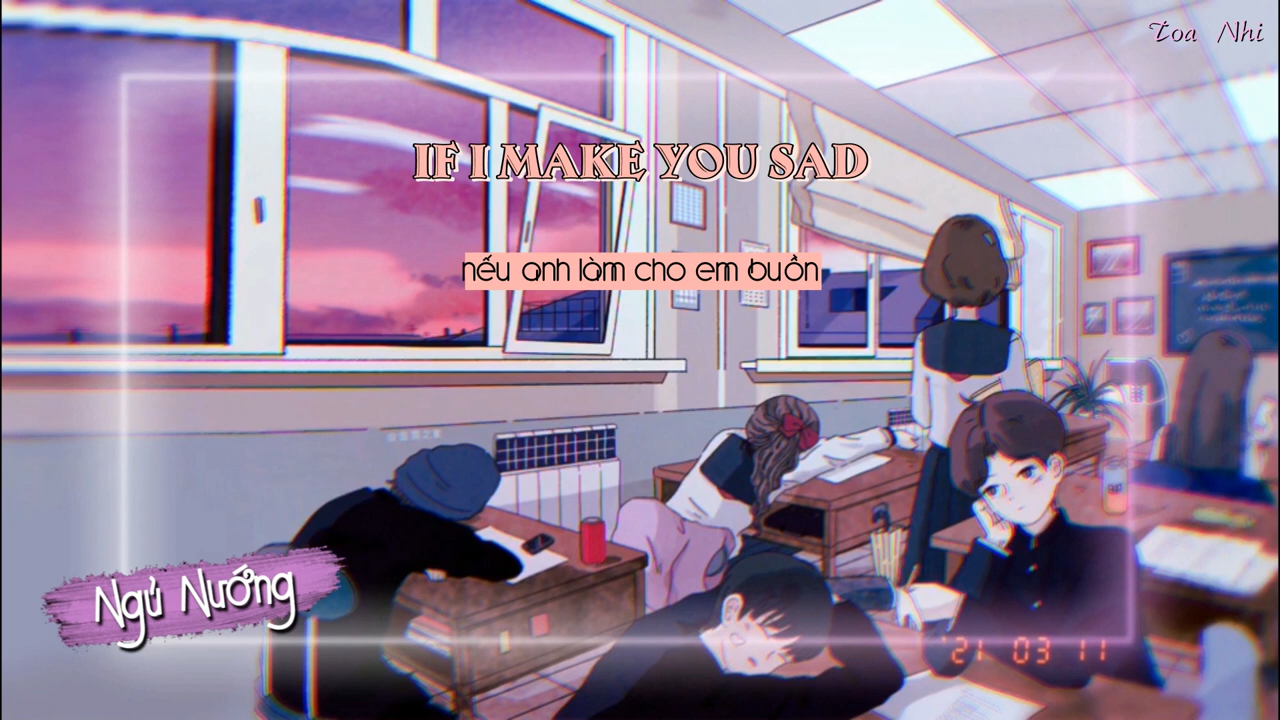 Toa Nhi
IF I MAKE YOU SAD
nếu anh làm cho em buồn
Ngủ Nướng
'21 03 11